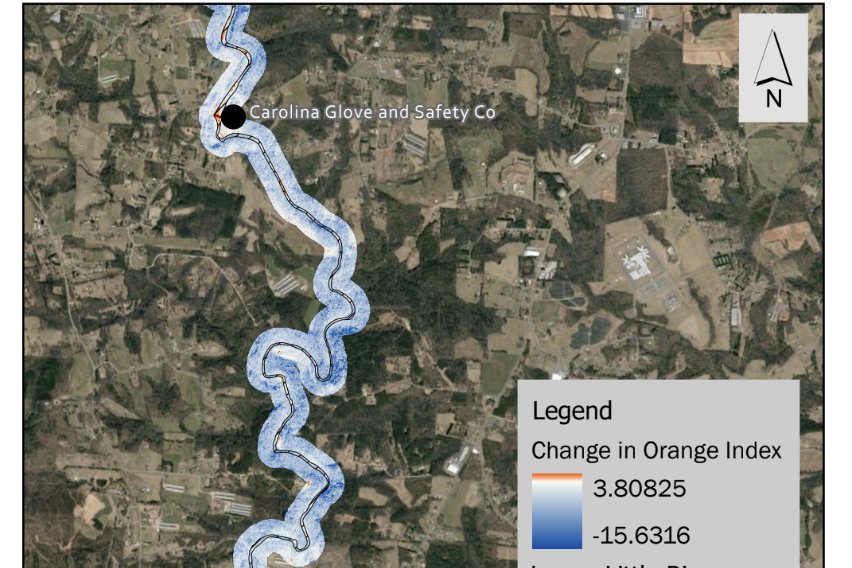 N
Carolina Glove and Safety Co
Legend
Change in Orange Index
3.80825
-15.6316